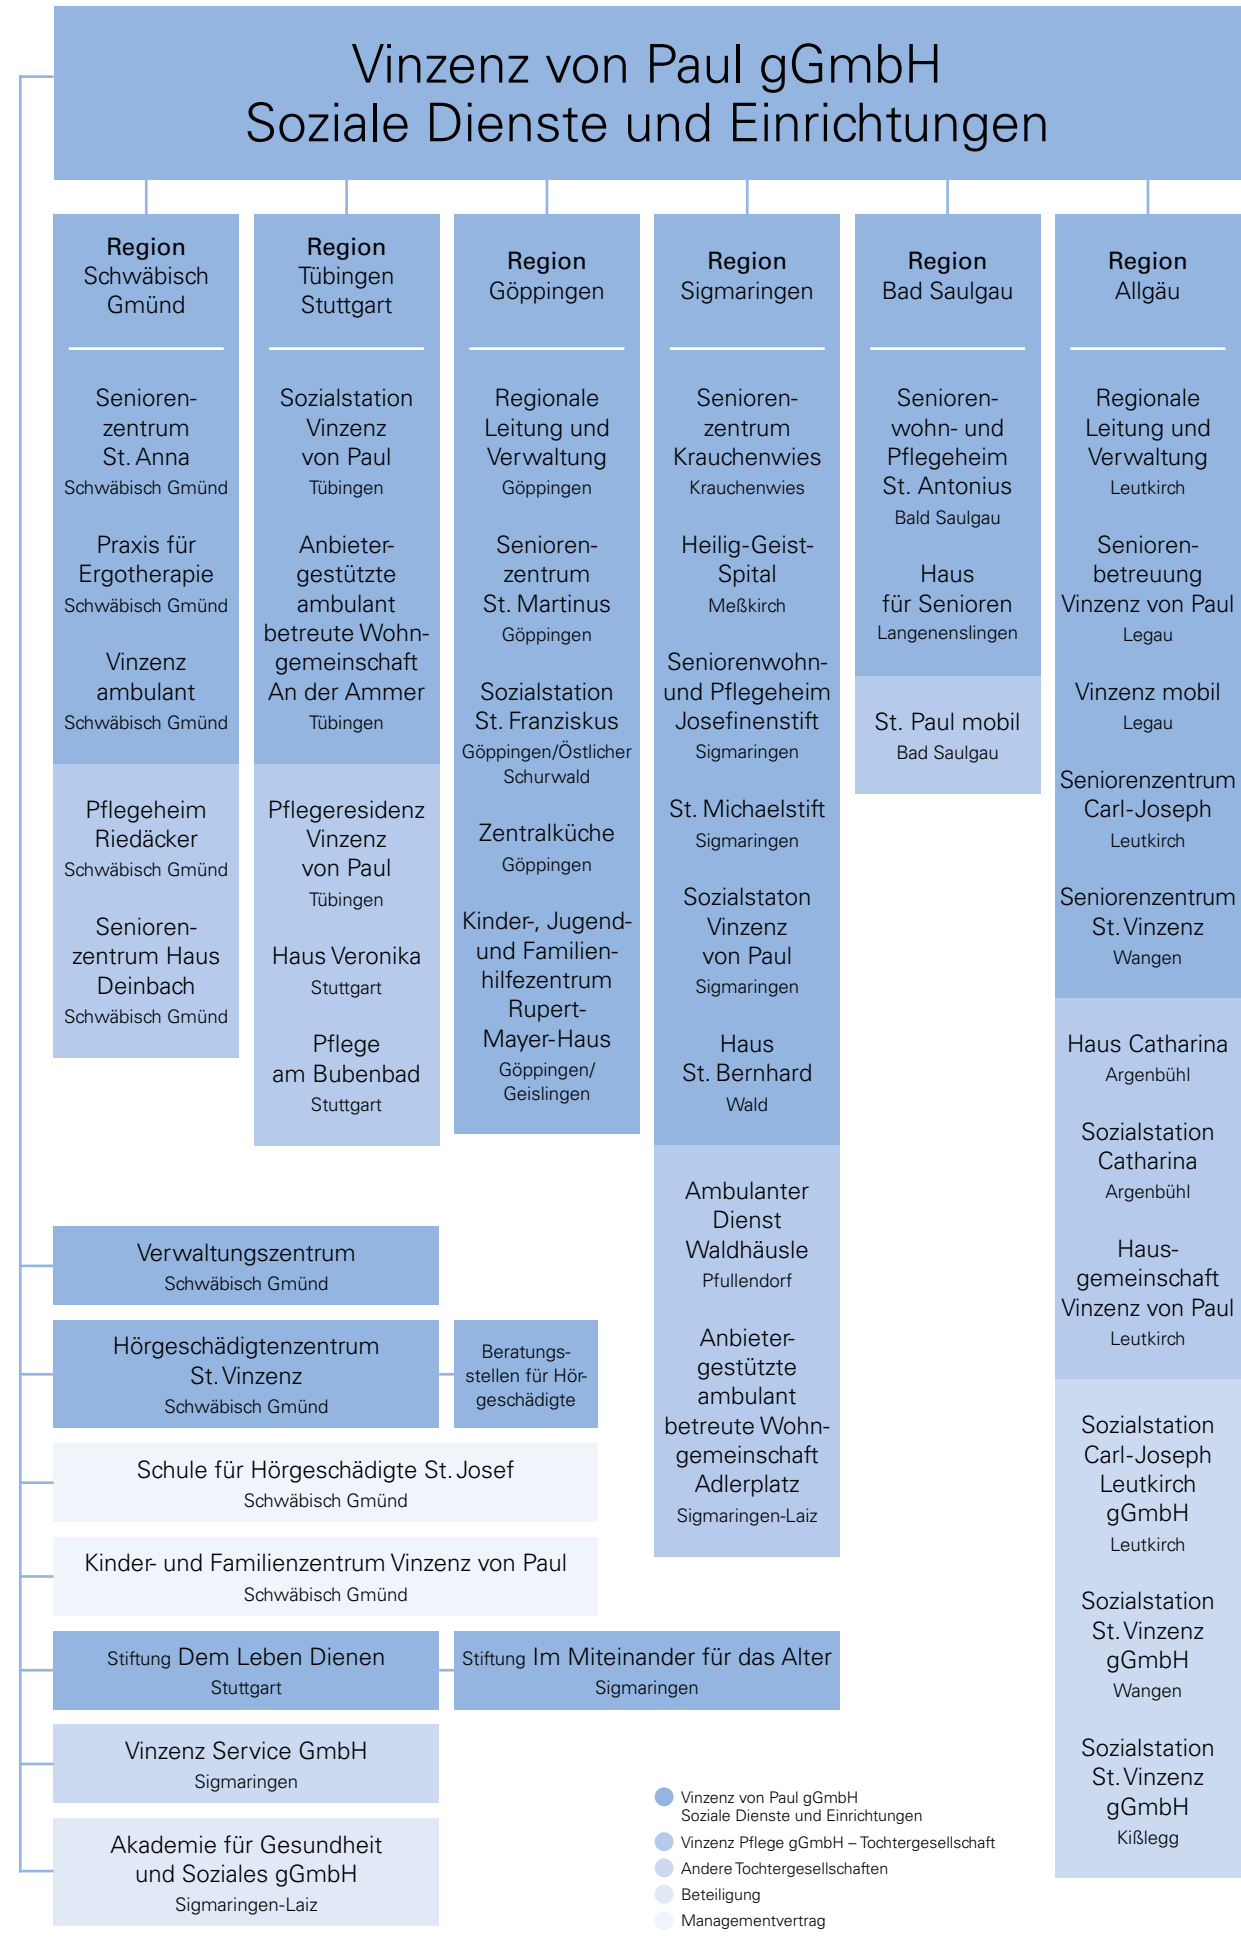 Vinzenz von Paul gGmbH
Soziale Dienste und Einrichtungen
Region
Schwäbisch
Gmünd
Senioren-
zentrum
St. Anna
Schwäbisch Gmünd
Praxis für
Ergotherapie
Schwäbisch Gmünd
Vinzenz
ambulant
Schwäbisch Gmünd
Pflegeheim
Riedäcker
Schwäbisch Gmünd
Senioren-
zentrum Haus
Deinbach
Schwäbisch Gmünd
Region
Tübingen
Stuttgart
Sozialstation
Vinzenz
von Paul
Tübingen
Anbieter-
gestützte
ambulant
betreute Wohn-
gemeinschaft
An der Ammer
Tübingen
Pflegeresidenz
Vinzenz
von Paul
Tübingen
Haus Veronika
Stuttgart
Pflege
am Bubenbad
Stuttgart
Region
Göppingen
Regionale
Leitung und
Verwaltung
Göppingen
Senioren-
zentrum
St. Martinus
Göppingen
Sozialstation
St. Franziskus
Göppingen/Östlicher
Schurwald
Zentralküche
Göppingen
Kinder-, Jugend-
und Familien-
hilfezentrum
Rupert-
Mayer-Haus
Göppingen/
Geislingen
Region
Sigmaringen
Senioren-
zentrum
Krauchenwies
Krauchenwies
Heilig-Geist-
Spital
Meßkirch
Seniorenwohn-
und Pflegeheim
Josefinenstift
Sigmaringen
St. Michaelstift
Sigmaringen
Sozialstaton
Vinzenz
von Paul
Sigmaringen
Haus
St. Bernhard
Wald
Ambulanter
Dienst
Waldhäusle
Pfullendorf
Anbieter-
gestützte
ambulant
betreute Wohn-
gemeinschaft
Adlerplatz
Sigmaringen-Laiz
Region
Bad Saulgau
Senioren-
wohn- und
Pflegeheim
St. Antonius
Bald Saulgau
Haus
für Senioren
Langenenslingen
St. Paul mobil
Bad Saulgau
Region
Allgäu
Regionale
Leitung und
Verwaltung
Leutkirch
Senioren-
betreuung
Vinzenz von Paul
Legau
Vinzenz mobil
Legau
Seniorenzentrum
Carl-Joseph
Leutkirch
Seniorenzentrum
St. Vinzenz
Wangen
Haus Catharina
Argenbühl
Sozialstation
Catharina
Argenbühl
Haus-
gemeinschaft
Vinzenz von Paul
Leutkirch
Sozialstation
Carl-Joseph
Leutkirch
gGmbH
Leutkirch
Sozialstation
St. Vinzenz
gGmbH
Wangen
Sozialstation
St. Vinzenz
gGmbH
Kißlegg
Verwaltungszentrum
Schwäbisch Gmünd
Hörgeschädigtenzentrum
St. Vinzenz
Schwäbisch Gmünd
Beratungs-
stellen für Hör-
geschädigte
Schule für Hörgeschädigte St. Josef
Schwäbisch Gmünd
Kinder- und Familienzentrum Vinzenz von Paul
Schwäbisch Gmünd
Stiftung Dem Leben Dienen
Stuttgart
Stiftung Im Miteinander für das Alter
Sigmaringen
Vinzenz Service GmbH
Sigmaringen
Akademie für Gesundheit
und Soziales gGmbH
Sigmaringen-Laiz
Vinzenz von Paul gGmbH
Soziale Dienste und Einrichtungen
Vinzenz Pflege gGmbH – Tochtergesellschaft
Andere Tochtergesellschaften
Beteiligung
Managementvertrag